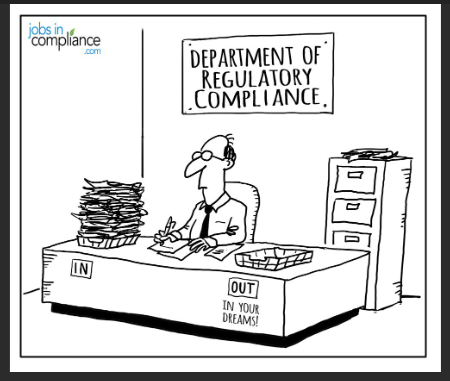 jobs in
compliance
.com
DEPARTMENT OF
REGULATORY
COMPLIANCE.
IN
OUT
IN YOUR
DREAMS!